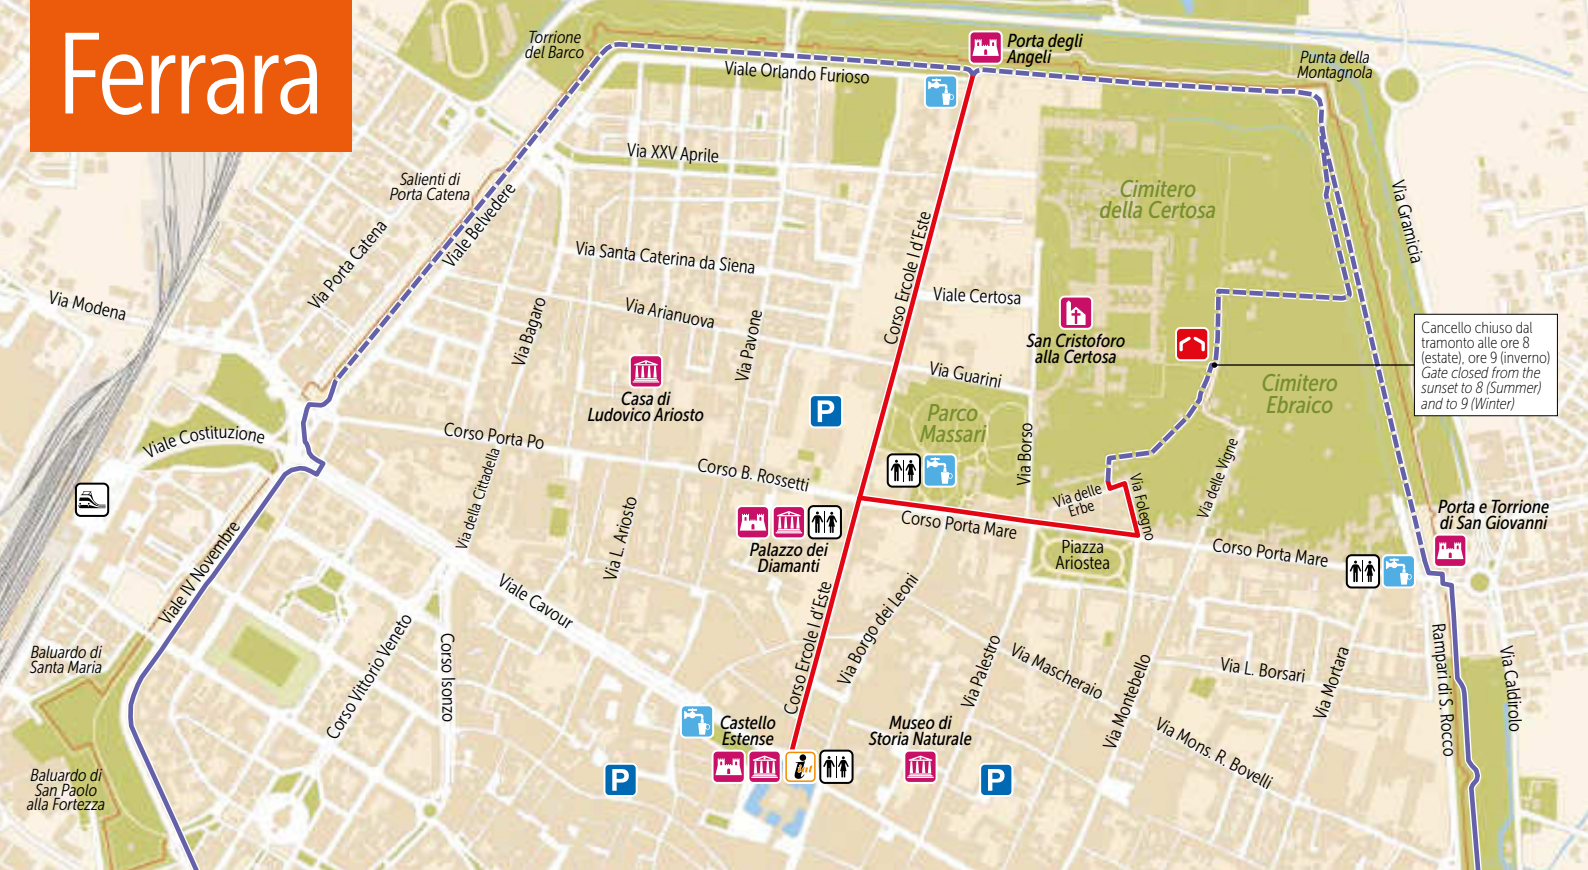 Ferrara
Torrione
del Barco
Porta degli
Angeli
Punta della
Montagnola
Viale Orlando Furioso
Via XXV Aprile
Salienti di
Porta Catena
Viale Belvedere
Cimitero
della Certosa
Via Gramicia
Via Porta Catena
Via Santa Caterina da Siena
Corso Ercole I d'Este
Via Modena
Viale Certosa
Via Arianuova
Via Bagaro
Via Pavone
San Cristoforo
alla Certosa
Cancello chiuso dal
tramonto alle ore 8
(estate), ore 9 (inverno)
Gate closed from the
sunset to 8 (Summer)
and to 9 (Winter)
Via Guarini
Cimitero
Ebraico
Casa di
Ludovico Ariosto
P
Parco
Massari
Viale Costituzione
Corso Porta Po
Via Borso
Corso B. Rossetti
Via della Cittadella
Via delle Vigne
Via delle
Erbe
Via Folegno
Porta e Torrione
di San Giovanni
Via L. Ariosto
Corso Porta Mare
Palazzo dei
Diamanti
Piazza
Ariostea
Corso Porta Mare
Viale IV Novembre
Viale Cavour
Via Borgo dei Leoni
Corso Ercole I d'Este
Corso Vittorio Veneto
Corso Isonzo
Baluardo di
Santa Maria
Via Palestro
Via Mascheraio
Via Montebello
Via L. Borsari
Via Mortara
Rampari di S. Rocco
Via Caldirolo
Castello
Estense
Museo di
Storia Naturale
Via Mons. R. Bovelli
Baluardo di
San Paolo
alla Fortezza
P
P